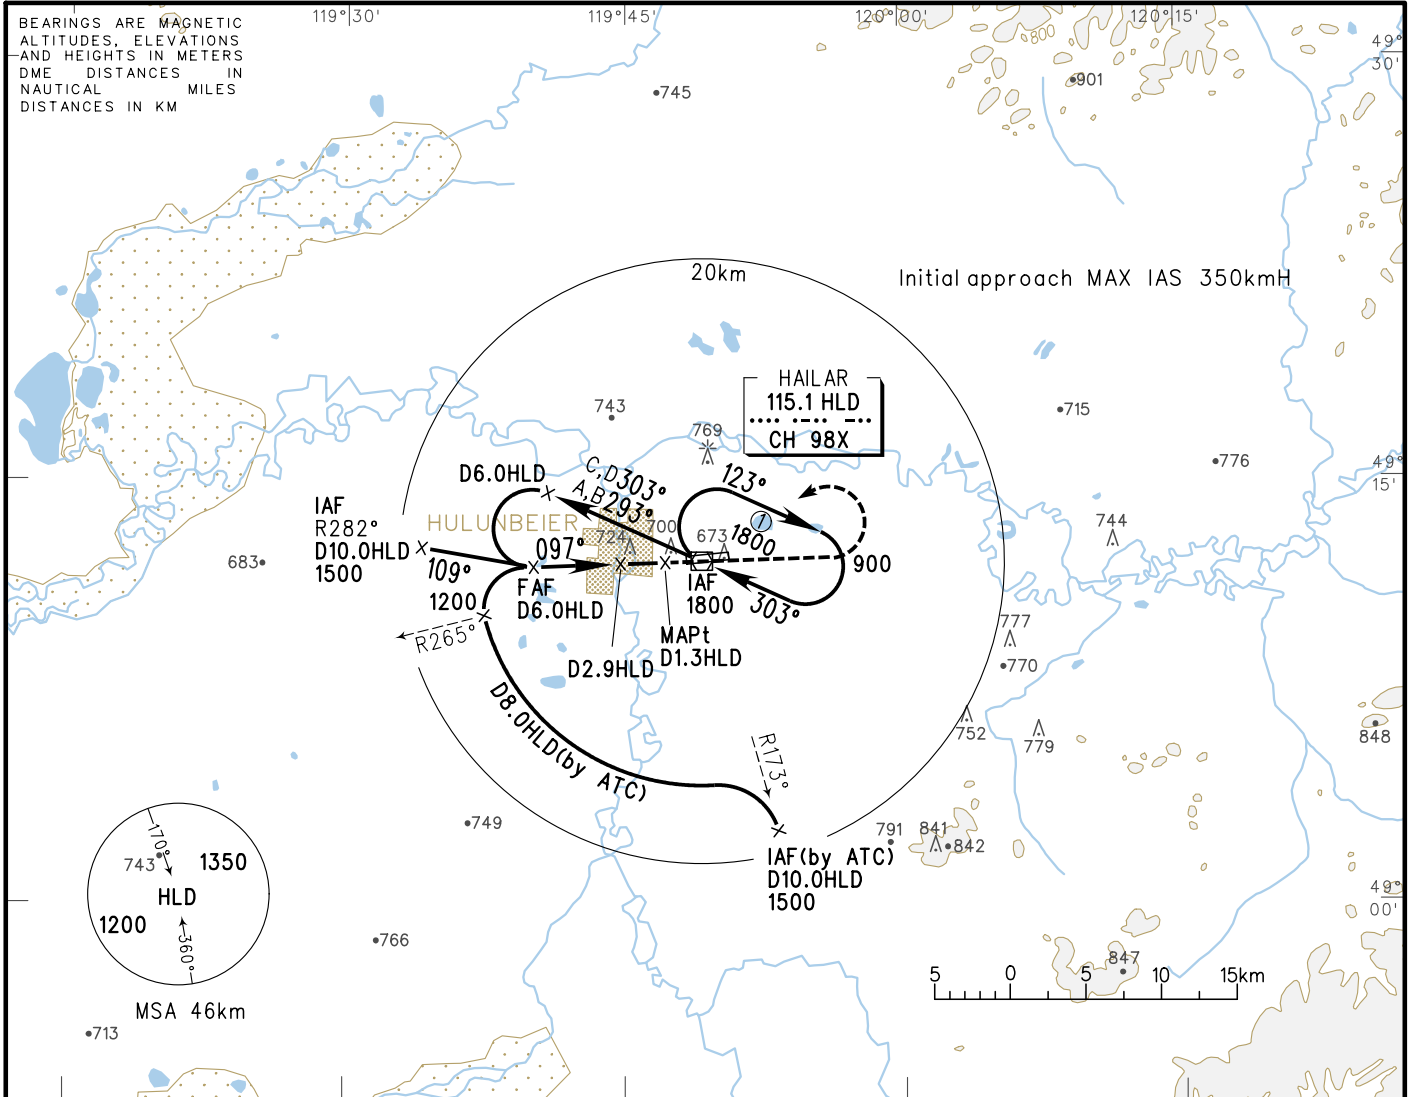 119°30'
119°45'
120°00'
120°15'
BEARINGS ARE MAGNETIC
ALTITUDES, ELEVATIONS
AND HEIGHTS IN METERS
DME DISTANCES IN
NAUTICAL MILES
DISTANCES IN KM
49°
30'
800
901
745
20km
Initial approach MAX IAS 350kmH
HAILAR
115.1 HLD
CH 98X
743
769
715
776
49°
15'
D6.0HLD
C,D303°
A,B293°
123°
IAF
R282°
D10.0HLD
1500
HULUNBEIER
724
700
673
1
1800
744
683
109°
097°
900
FAF
D6.0HLD
IAF
1800
303°
1200
R265°
MAPt
D1.3HLD
D2.9HLD
777
770
D8.0HLD(by ATC)
752
779
848
R173°
749
791
841
842
IAF(by ATC)
D10.0HLD
1500
170°
743
1350
HLD
1200
360°
MSA 46km
49°
00'
766
847
5 0 5 10 15km
713